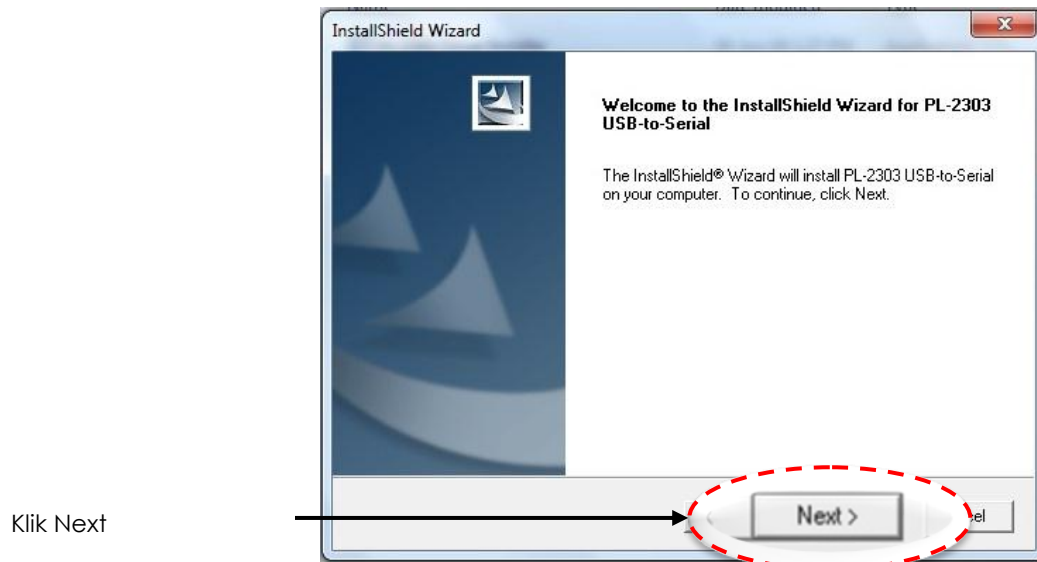 InstallShield Wizard
Welcome to the InstallShield Wizard for PL-2303
USB-to-Serial
The InstallShield® Wizard will install PL-2303 USB-to-Serial
on your computer. To continue, click Next.
Klik Next
Next >